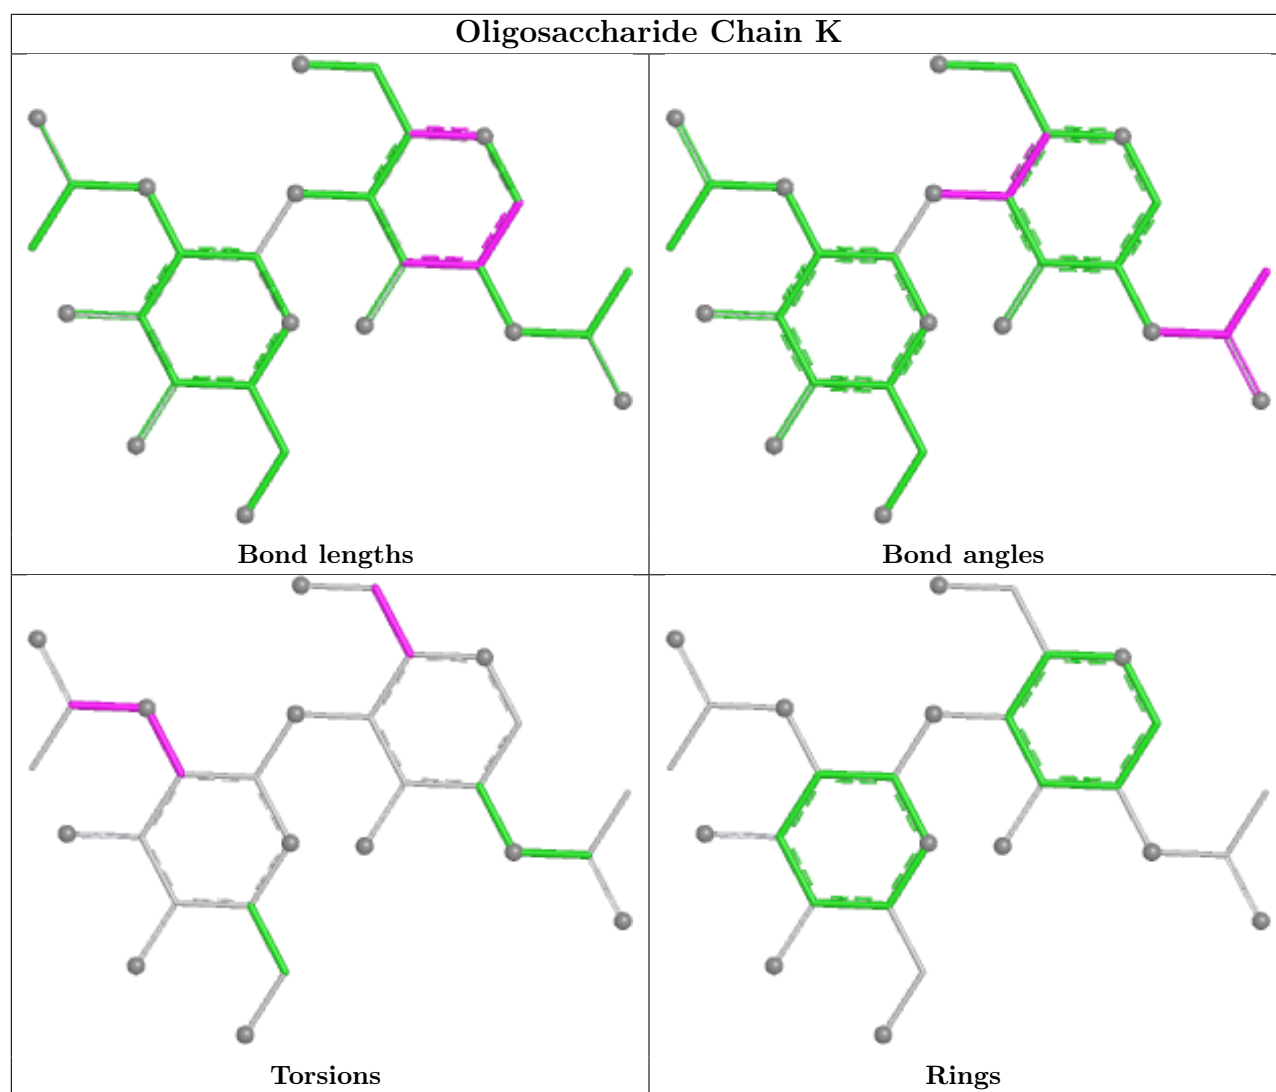 Oligosaccharide Chain K
Bond lengths
Bond angles
Torsions
Rings